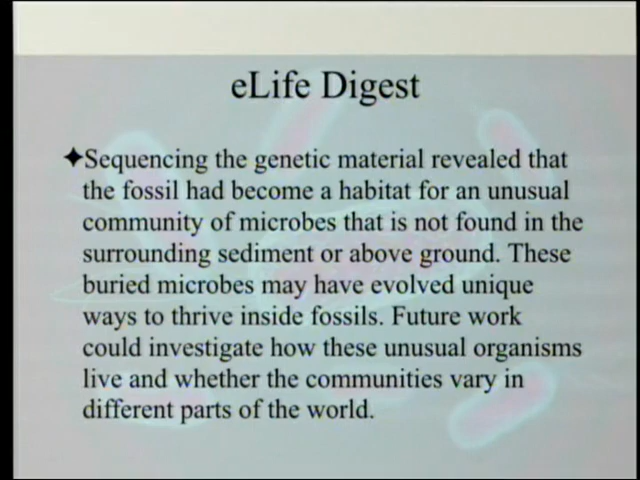 eLife Digest
✦Sequencing the genetic material revealed that
the fossil had become a habitat for an unusual
community of microbes that is not found in the
surrounding sediment or above ground. These
buried microbes may have evolved unique
ways to thrive inside fossils. Future work
could investigate how these unusual organisms
live and whether the communities vary in
different parts of the world.